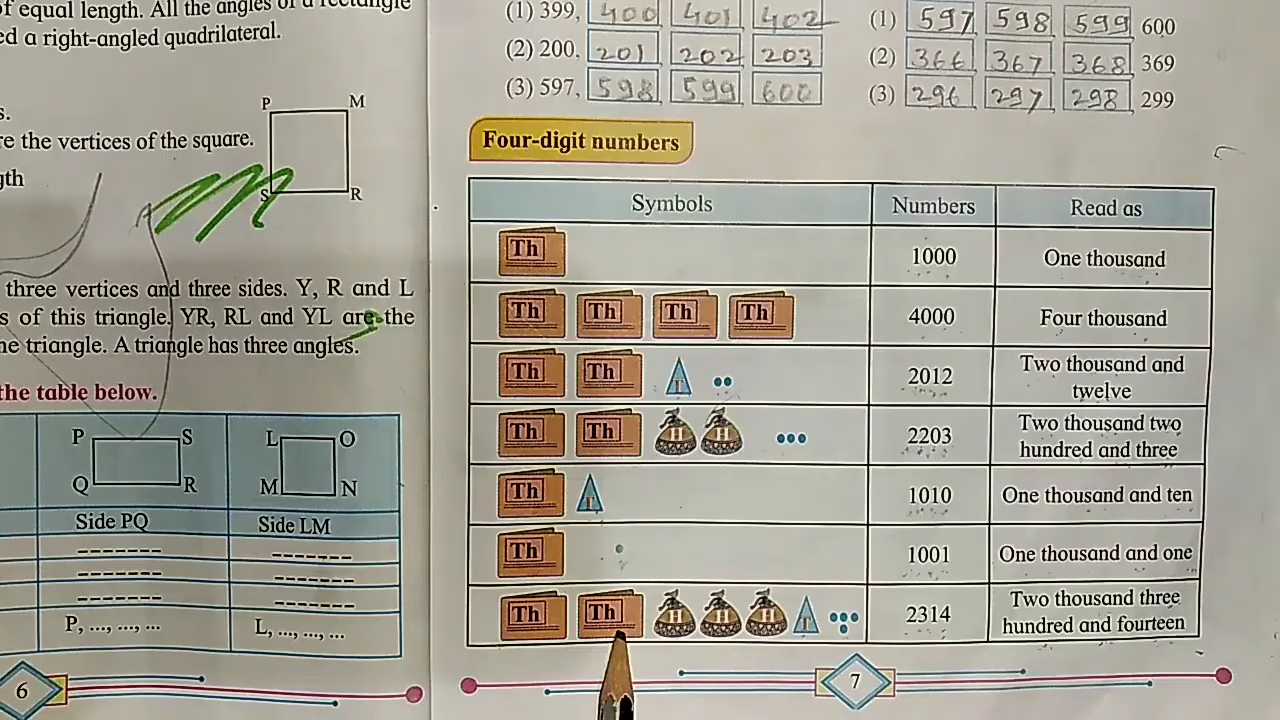 f equal length. All the angles of a rectangle
ed a right-angled quadrilateral.
s.
re the vertices of the square.
gth
P M
S R
three vertices and three sides. Y, R and L
s of this triangle. YR, RL and YL are the
he triangle. A triangle has three angles.
the table below.
P S L O
Q R M N
Side PQ Side LM
P, ..., ..., ... L, ..., ..., ...
6
(1) 399, 400 401 402
(2) 200, 201 202 203
(3) 597, 598 599 600
(1) 597 598 599 600
(2) 366 367 368, 369
(3) 296 297 298, 299
Four-digit numbers
Symbols Numbers Read as
Th 1000 One thousand
Th Th Th Th 4000 Four thousand
Th Th T 2012 Two thousand and
twelve
Th Th H H 2203 Two thousand two
hundred and three
Th T 1010 One thousand and ten
Th 1001 One thousand and one
Th Th H H H T 2314 Two thousand three
hundred and fourteen
7